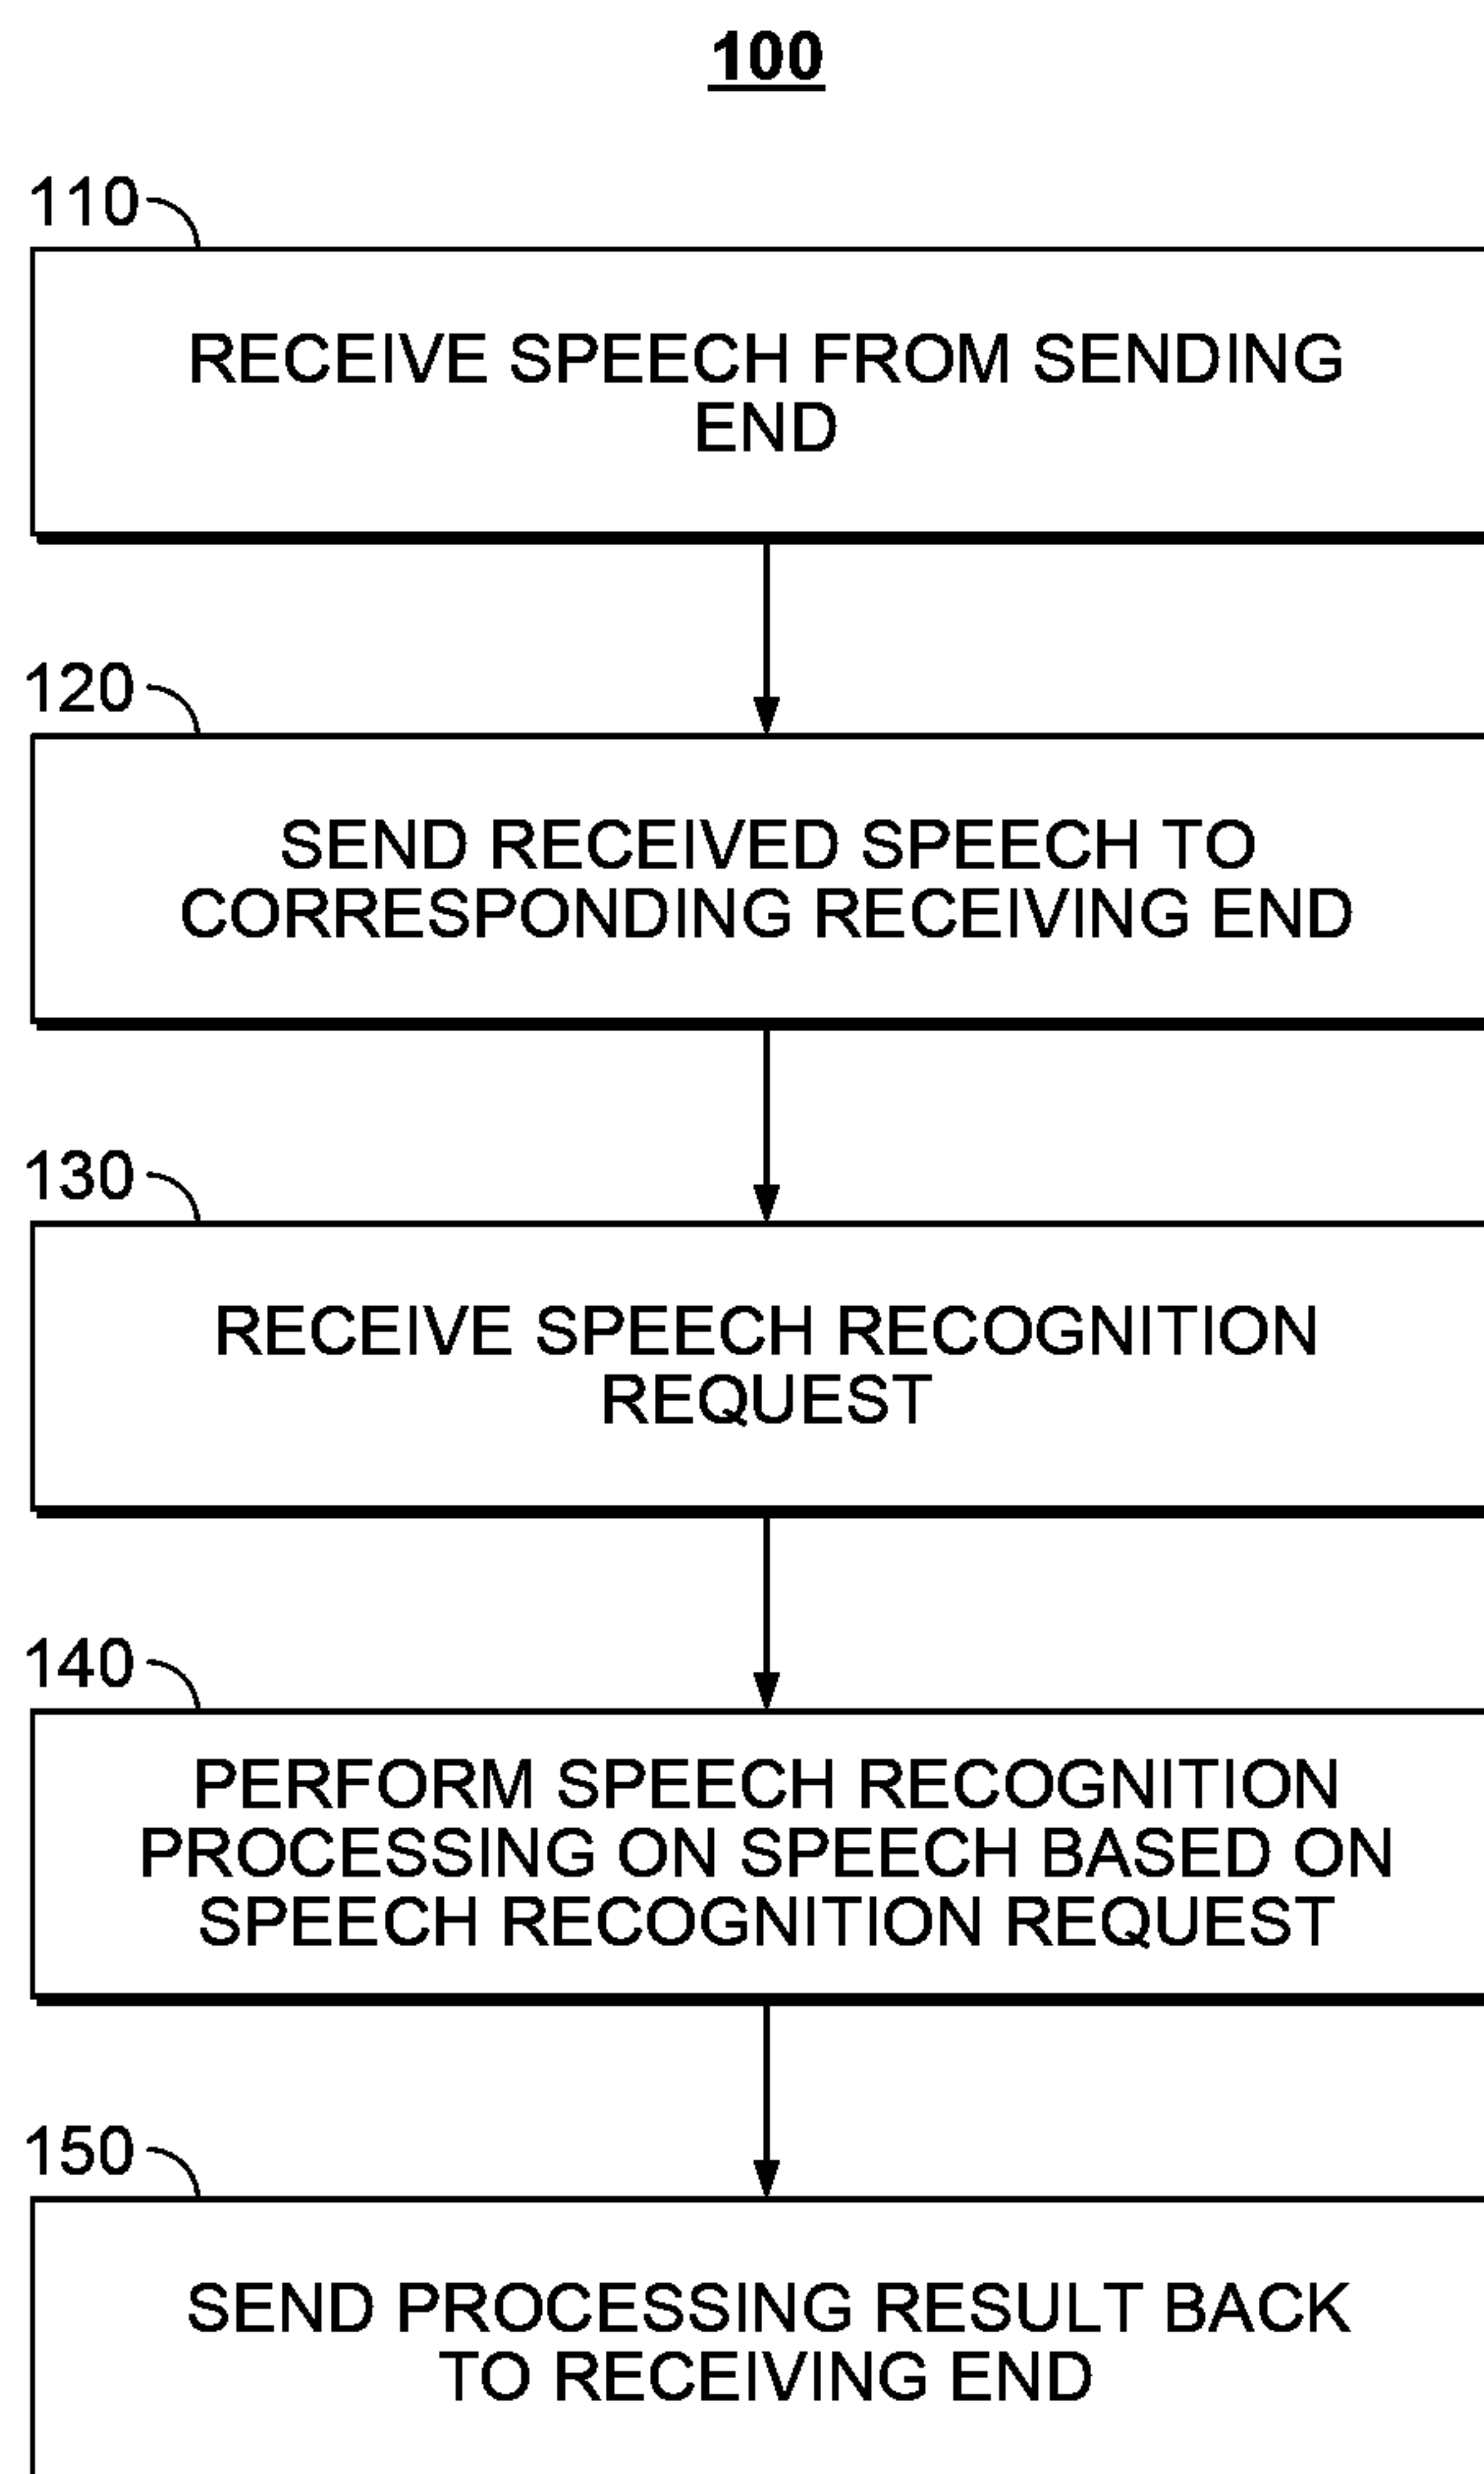 100
110
RECEIVE SPEECH FROM SENDING
END
120
SEND RECEIVED SPEECH TO
CORRESPONDING RECEIVING END
130
RECEIVE SPEECH RECOGNITION
REQUEST
140
PERFORM SPEECH RECOGNITION
PROCESSING ON SPEECH BASED ON
SPEECH RECOGNITION REQUEST
150
SEND PROCESSING RESULT BACK
TO RECEIVING END